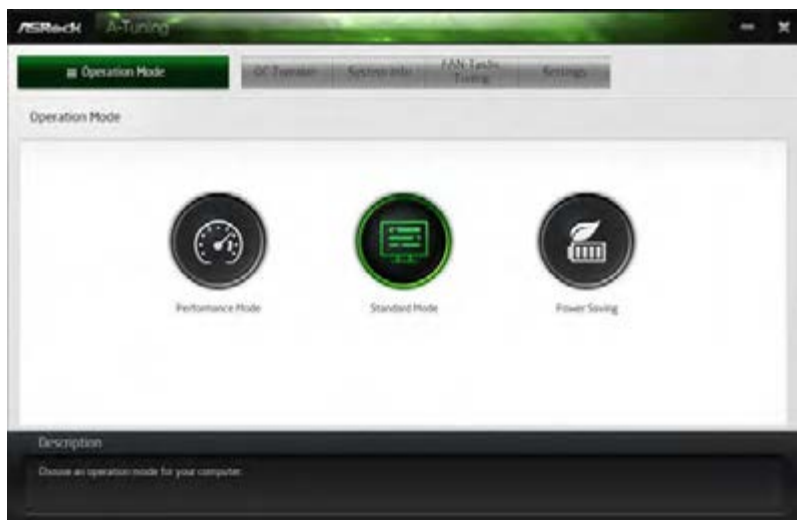 ASRock A-Tuning
Operation Mode
OC Tweaker
System Info
FAN-Tastic
Tuning
Settings
Operation Mode
Performance Mode
Standard Mode
Power Saving
Description
Choose an operation mode for your computer.